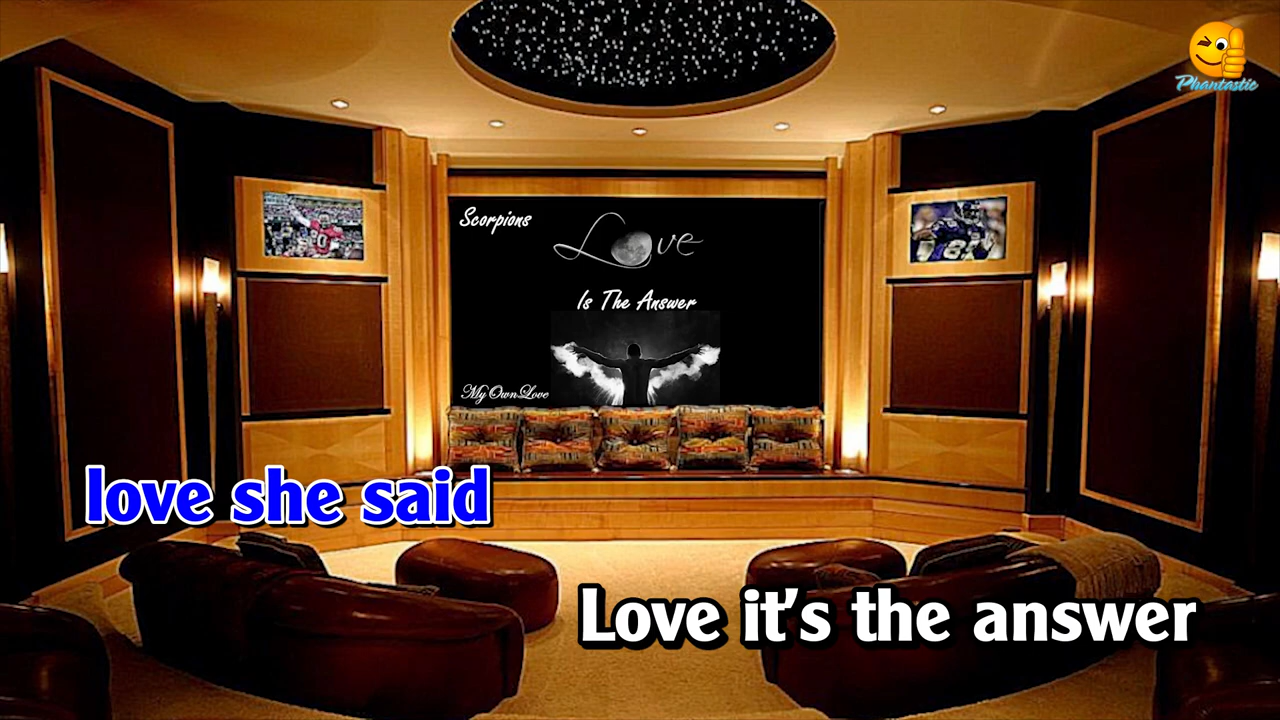 Phantastic
Scorpions
Love
Is The Answer
MyOwnLove
love she said
Love it's the answer